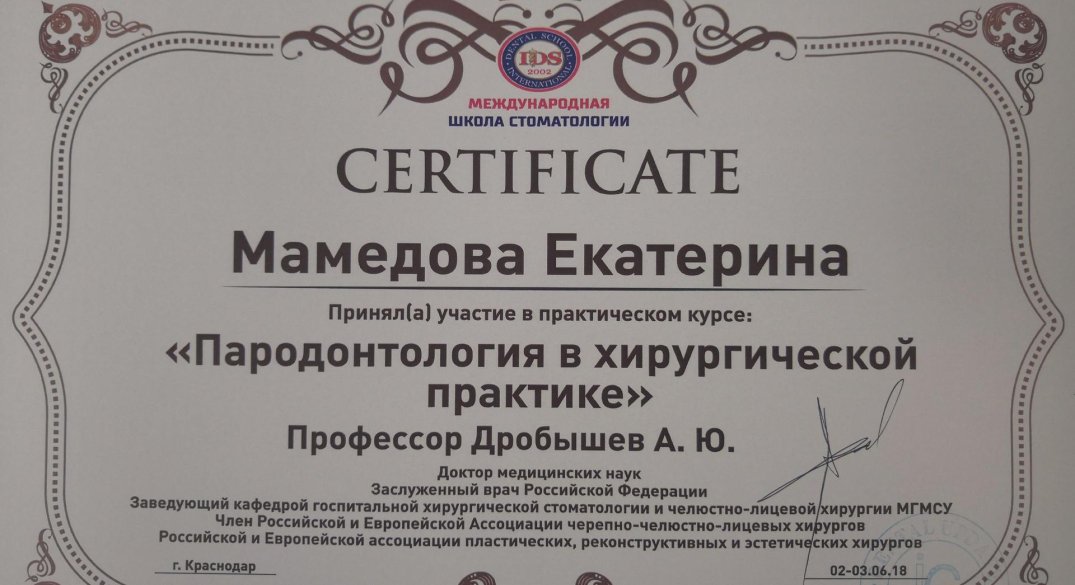 DENTAL SCHOOL
IDS
2002
INTERNATIONAL
МЕЖДУНАРОДНАЯ
ШКОЛА СТОМАТОЛОГИИ
CERTIFICATE
Мамедова Екатерина
Принял(а) участие в практическом курсе:
«Пародонтология в хирургической
практике»
Профессор Дробышев А. Ю.
Доктор медицинских наук
Заслуженный врач Российской Федерации
Заведующий кафедрой госпитальной хирургической стоматологии и челюстно-лицевой хирургии МГМСУ
Член Российской и Европейской Ассоциации черепно-челюстно-лицевых хирургов
Российской и Европейской ассоциации пластических, реконструктивных и эстетических хирургов
г. Краснодар
02-03.06.18